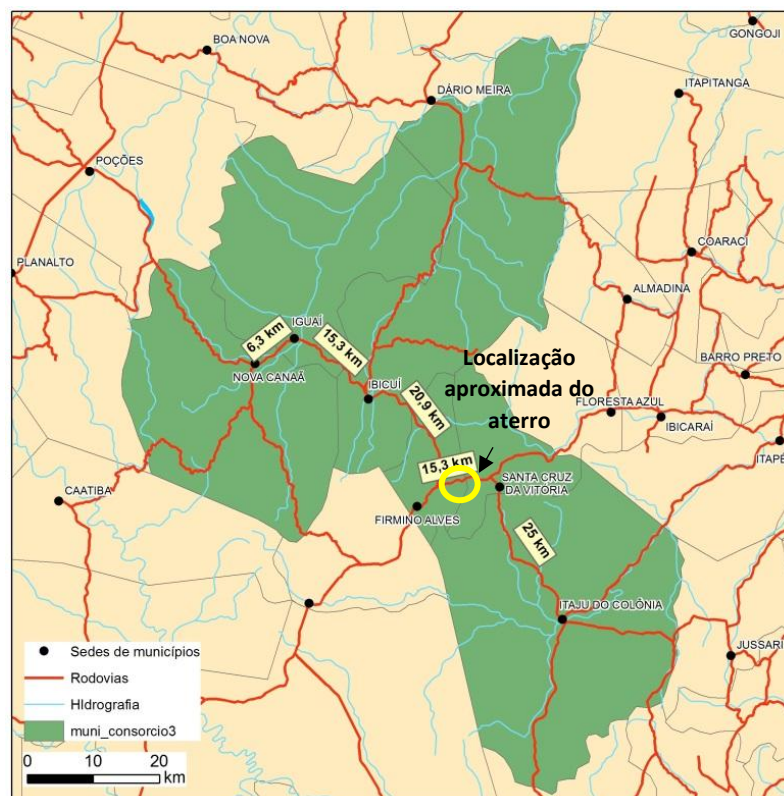 BOA NOVA
GONGOJI
DÁRIO MEIRA
ITAPITANGA
POÇÕES
COARACI
PLANALTO
ALMADINA
IGUAÍ
6,3 km
15,3 km
NOVA CANAÃ
IBICUÍ
Localização
aproximada do
aterro
BARRO PRETO
20,9 km
FLORESTA AZUL
IBICARAÍ
ITAPÉ
15,3 km
SANTA CRUZ
DA VITÓRIA
CAATIBA
FIRMINO ALVES
25 km
ITAJU DO COLÔNIA
JUSSARI
Sedes de municípios
Rodovias
HIdrografia
muni_consorcio3
0 10 20
km